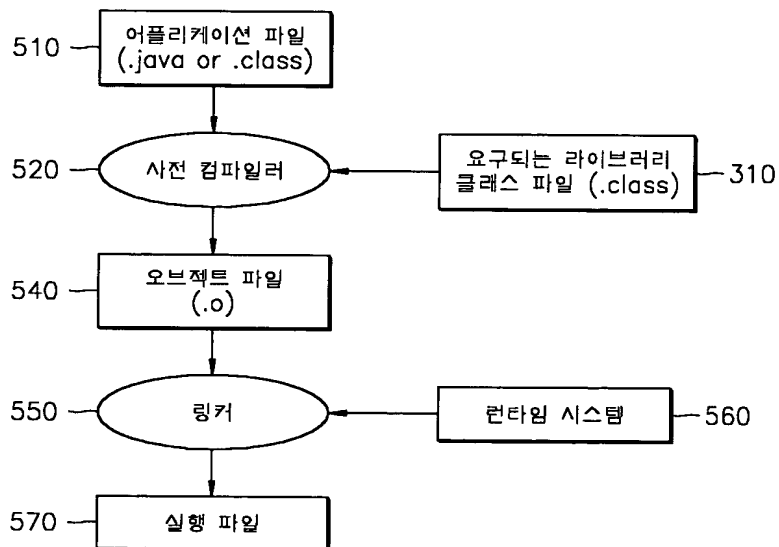 510
어플리케이션 파일
(.java or .class)
520
사전 컴파일러
요구되는 라이브러리
클래스 파일 (.class)
310
540
오브젝트 파일
(.o)
550
링커
런타임 시스템
560
570
실행 파일